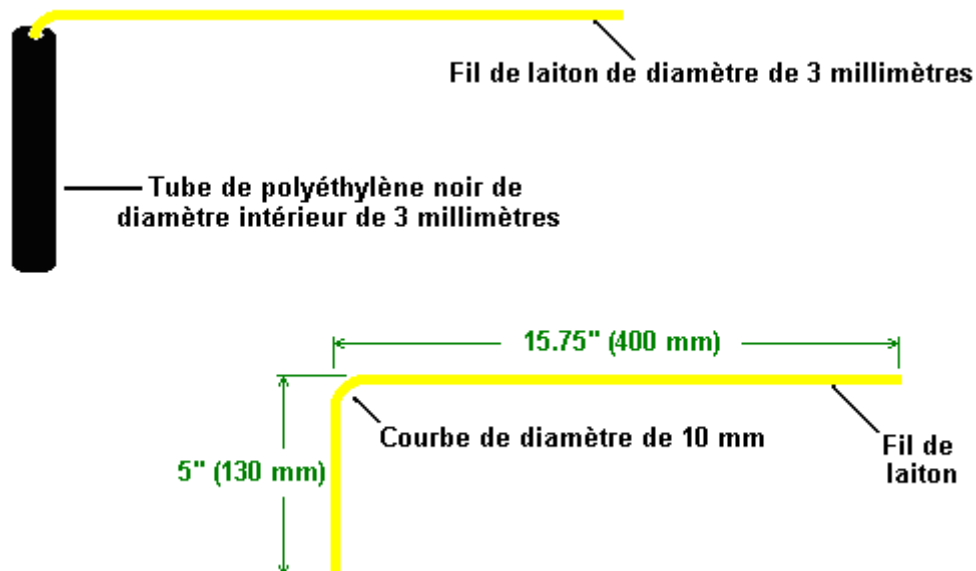 Fil de laiton de diamètre de 3 millimètres
Tube de polyéthylène noir de
diamètre intérieur de 3 millimètres
15.75" (400 mm)
Courbe de diamètre de 10 mm
Fil de
laiton
5" (130 mm)